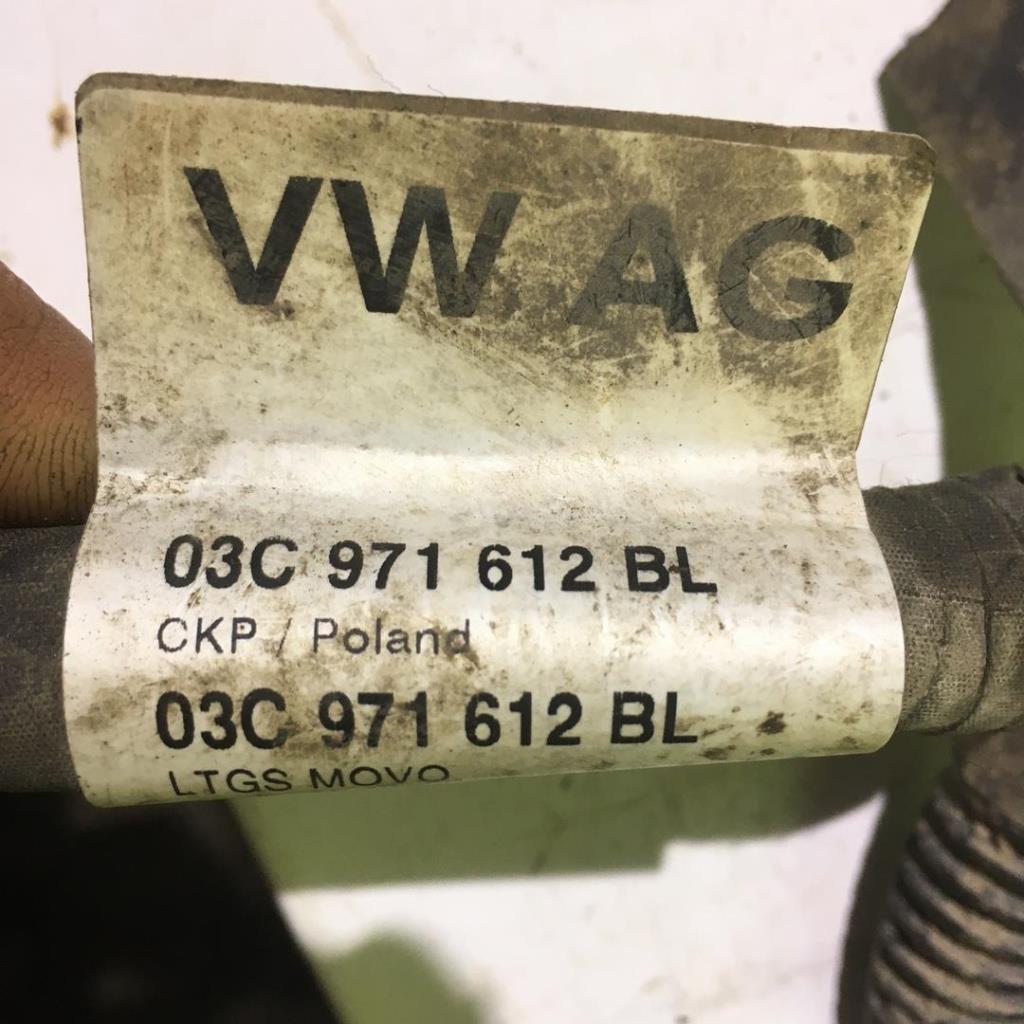 VW AG
03C 971 612 BL
CKP / Poland
03C 971 612 BL
LTGS MOVO